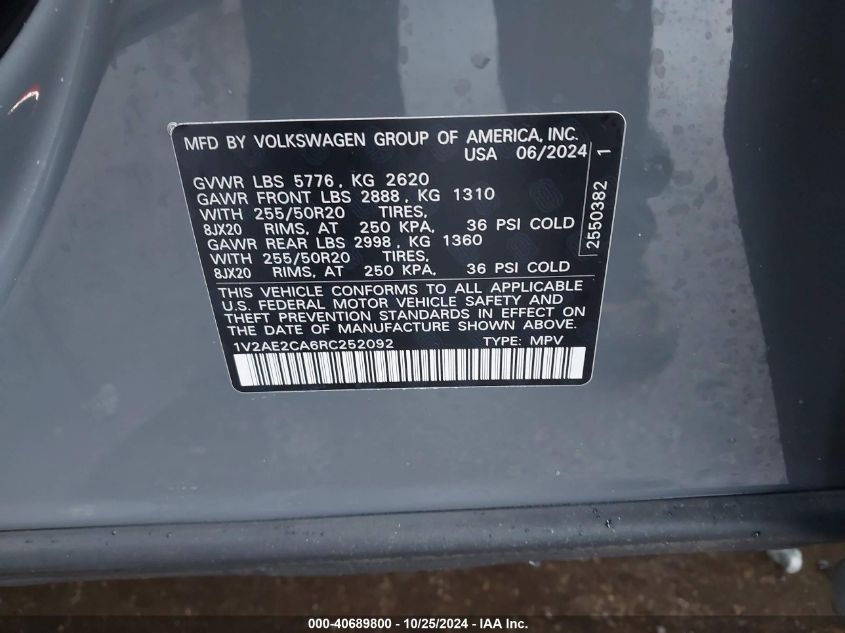 MFD BY VOLKSWAGEN GROUP OF AMERICA, INC.
USA 06/2024
GVWR LBS 5776, KG 2620
GAWR FRONT LBS 2888, KG 1310
WITH 255/50R20 TIRES,
8JX20 RIMS, AT 250 KPA, 36 PSI COLD
GAWR REAR LBS 2998, KG 1360
WITH 255/50R20 TIRES,
8JX20 RIMS, AT 250 KPA, 36 PSI COLD
2550382 1
THIS VEHICLE CONFORMS TO ALL APPLICABLE
U.S. FEDERAL MOTOR VEHICLE SAFETY AND
THEFT PREVENTION STANDARDS IN EFFECT ON
THE DATE OF MANUFACTURE SHOWN ABOVE.
1V2AE2CA6RC252092 TYPE: MPV
000-40689800 - 10/25/2024 - IAA Inc.